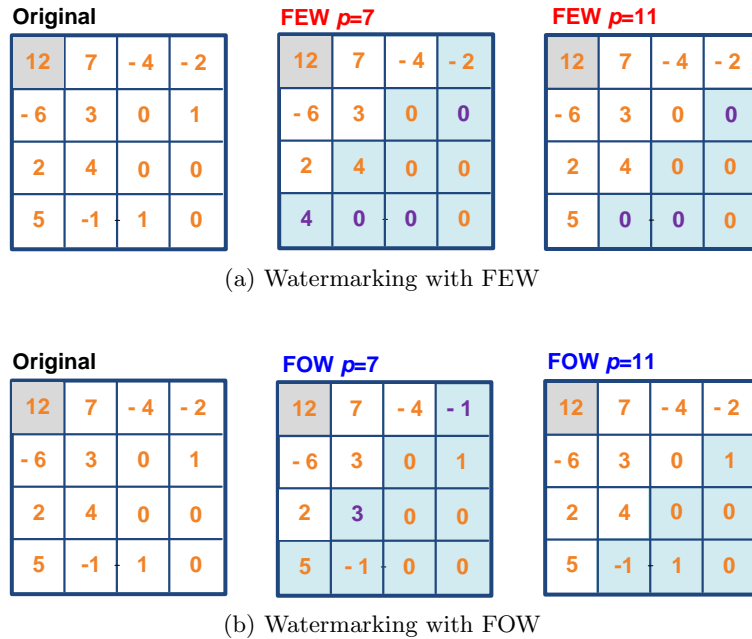 Original FEW p=7 FEW p=11
12 7 - 4 - 2 12 7 - 4 - 2 12 7 - 4 - 2
- 6 3 0 1 - 6 3 0 0 - 6 3 0 0
2 4 0 0 2 4 0 0 2 4 0 0
5 -1 - 1 0 4 0 - 0 0 5 0 - 0 0
(a) Watermarking with FEW
Original FOW p=7 FOW p=11
12 7 - 4 - 2 12 7 - 4 - 1 12 7 - 4 - 2
- 6 3 0 1 - 6 3 0 1 - 6 3 0 1
2 4 0 0 2 3 0 0 2 4 0 0
5 -1 - 1 0 5 - 1 - 0 0 5 -1 - 1 0
(b) Watermarking with FOW